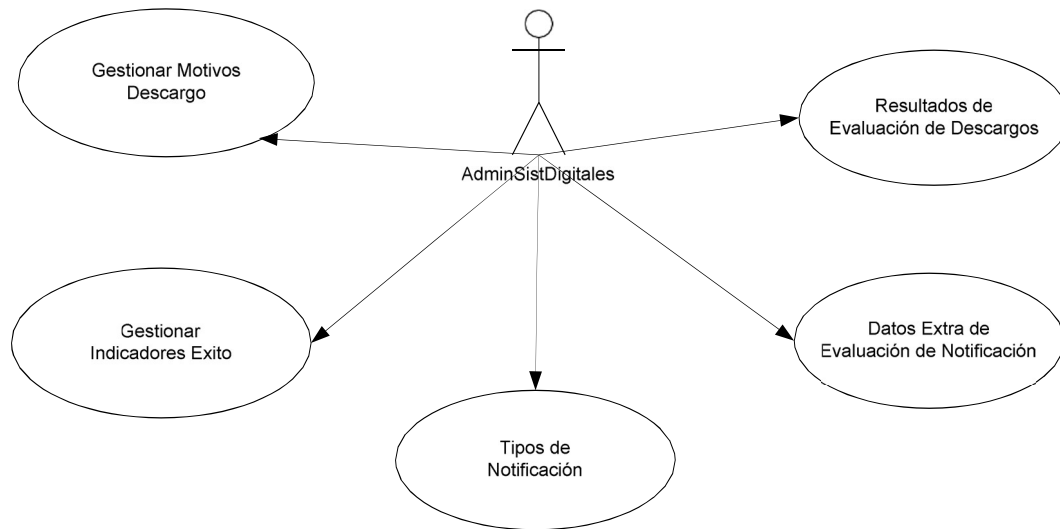 Gestionar Motivos
Descargo
Resultados de
Evaluación de Descargos
AdminSistDigitales
Gestionar
Indicadores Exito
Datos Extra de
Evaluación de Notificación
Tipos de
Notificación